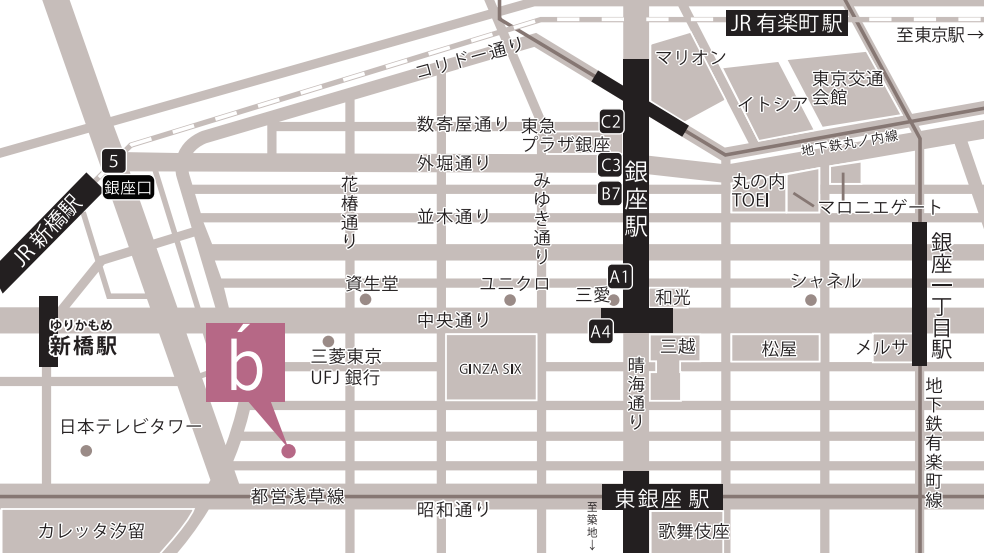 JR 有楽町 駅
至東京駅→
マリオン
コリドー通り
東京交通
会館
イトシア
数寄屋通り
東急
プラザ銀座
C2
地下鉄丸ノ内線
5
銀座口
外堀通り
C3
銀座駅
B7
丸の内
TOEI
マロニエゲート
JR 新橋駅
花椿通り
並木通り
みゆき通り
銀座一丁目駅
資生堂
ユニクロ
A1
三愛
和光
シャネル
ゆりかもめ
新橋駅
中央通り
A4
b́
三菱東京
UFJ 銀行
GINZA SIX
晴海通り
三越
松屋
メルサ
地下鉄有楽町線
日本テレビタワー
都営浅草線
昭和通り
至築地→
東銀座 駅
カレッタ汐留
歌舞伎座